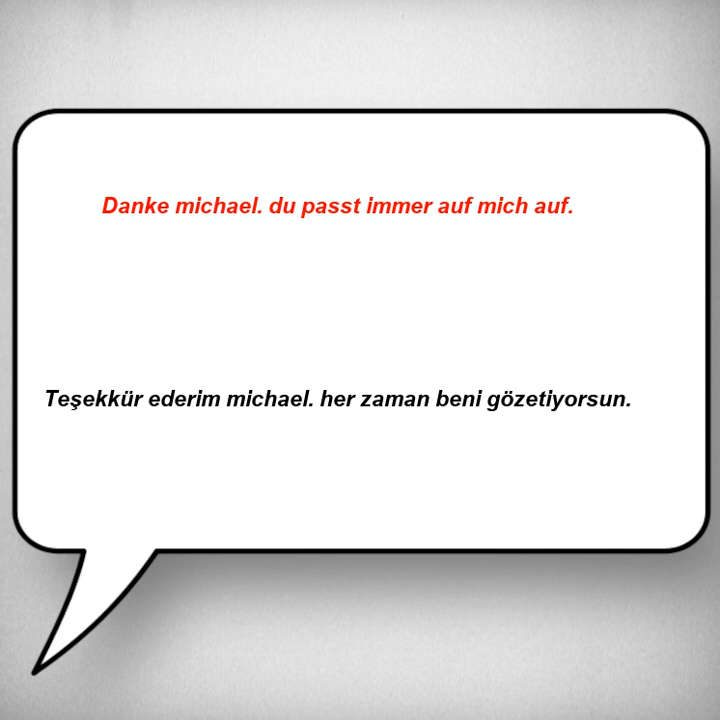 Danke michael. du passt immer auf mich auf.
Teşekkür ederim michael. her zaman beni gözetiyorsun.